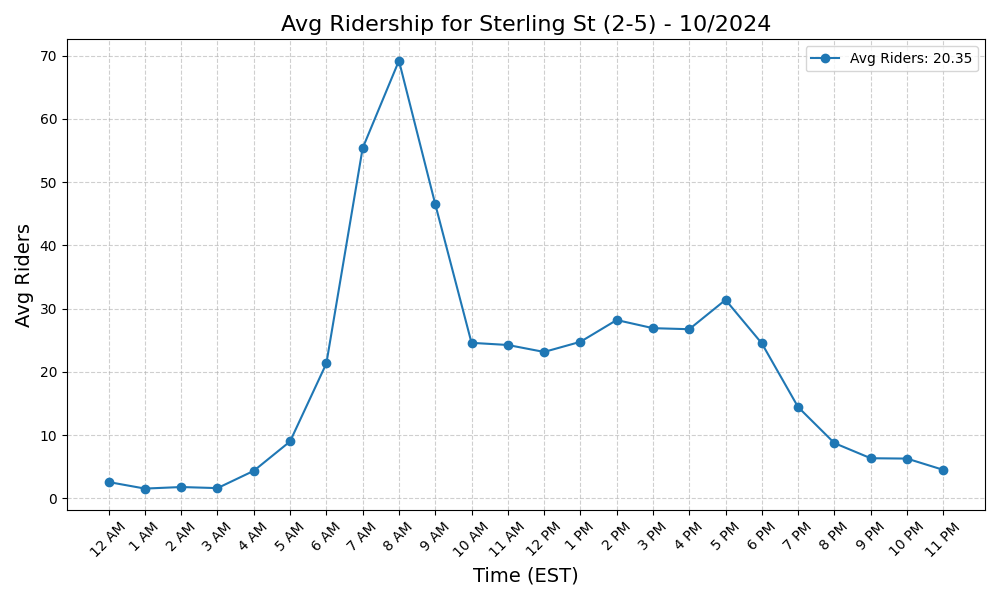 Avg Ridership for Sterling St (2-5) - 10/2024
Avg Riders: 20.35
Avg Riders
70
60
50
40
30
20
10
0
12 AM
1 AM
2 AM
3 AM
4 AM
5 AM
6 AM
7 AM
8 AM
9 AM
10 AM
11 AM
12 PM
1 PM
2 PM
3 PM
4 PM
5 PM
6 PM
7 PM
8 PM
9 PM
10 PM
11 PM
Time (EST)